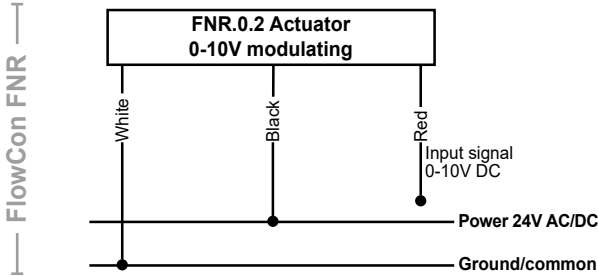 FlowCon FNR
FNR.0.2 Actuator
0-10V modulating
White
Black
Red
Input signal
0-10V DC
Power 24V AC/DC
Ground/common